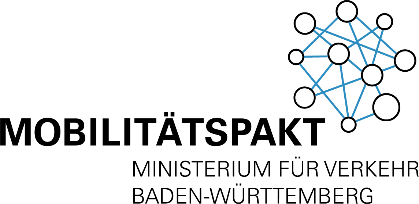 MOBILITÄTSPAKT
MINISTERIUM FÜR VERKEHR
BADEN-WÜRTTEMBERG